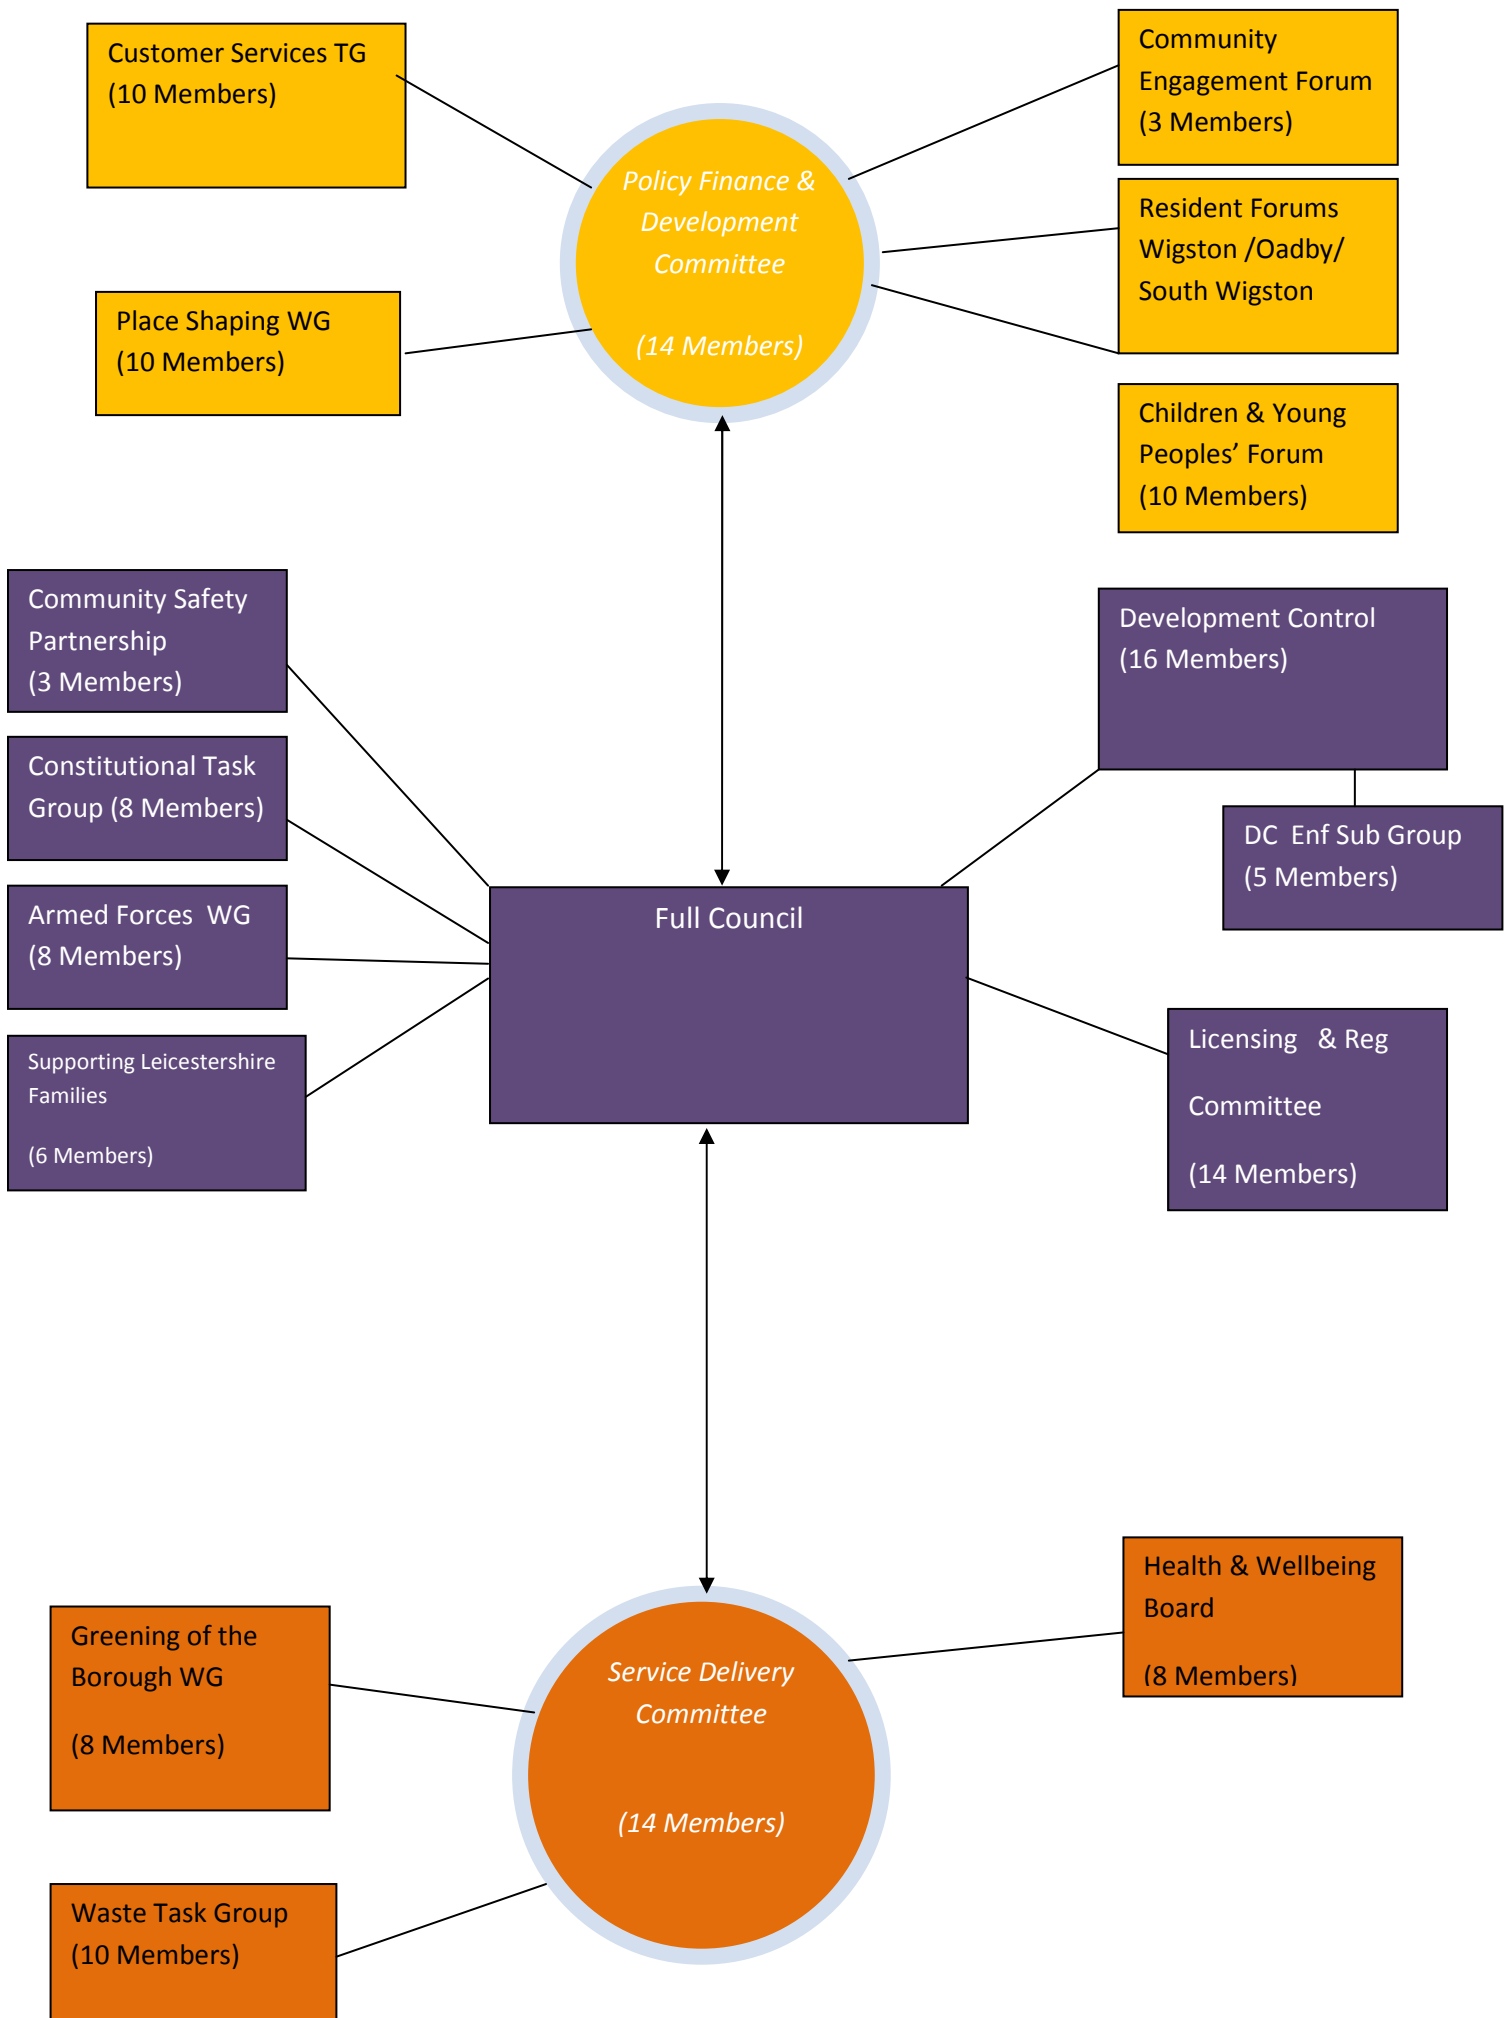 Customer Services TG
(10 Members)
Community
Engagement Forum
(3 Members)
Policy Finance &
Development
Committee
(14 Members)
Resident Forums
Wigston /Oadby/
South Wigston
Place Shaping WG
(10 Members)
Children & Young
Peoples’ Forum
(10 Members)
Community Safety
Partnership
(3 Members)
Development Control
(16 Members)
Constitutional Task
Group (8 Members)
DC  Enf Sub Group
(5 Members)
Armed Forces  WG
(8 Members)
Full Council
Supporting Leicestershire
Families
(6 Members)
Licensing   & Reg
Committee
(14 Members)
Health & Wellbeing
Board
(8 Members)
Greening of the
Borough WG
(8 Members)
Service Delivery
Committee
(14 Members)
Waste Task Group
(10 Members)